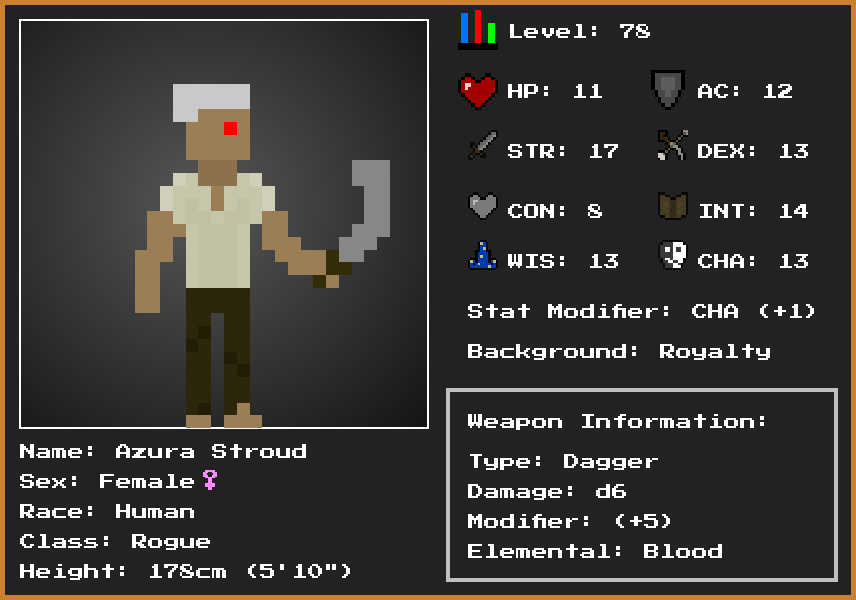 Level: 78
HP: 11 AC: 12
STR: 17 DEX: 13
CON: 8 INT: 14
WIS: 13 CHA: 13
Stat Modifier: CHA (+1)
Background: Royalty
Weapon Information:
Type: Dagger
Damage: d6
Modifier: (+5)
Elemental: Blood
Name: Azura Stroud
Sex: Female♀
Race: Human
Class: Rogue
Height: 178cm (5'10")